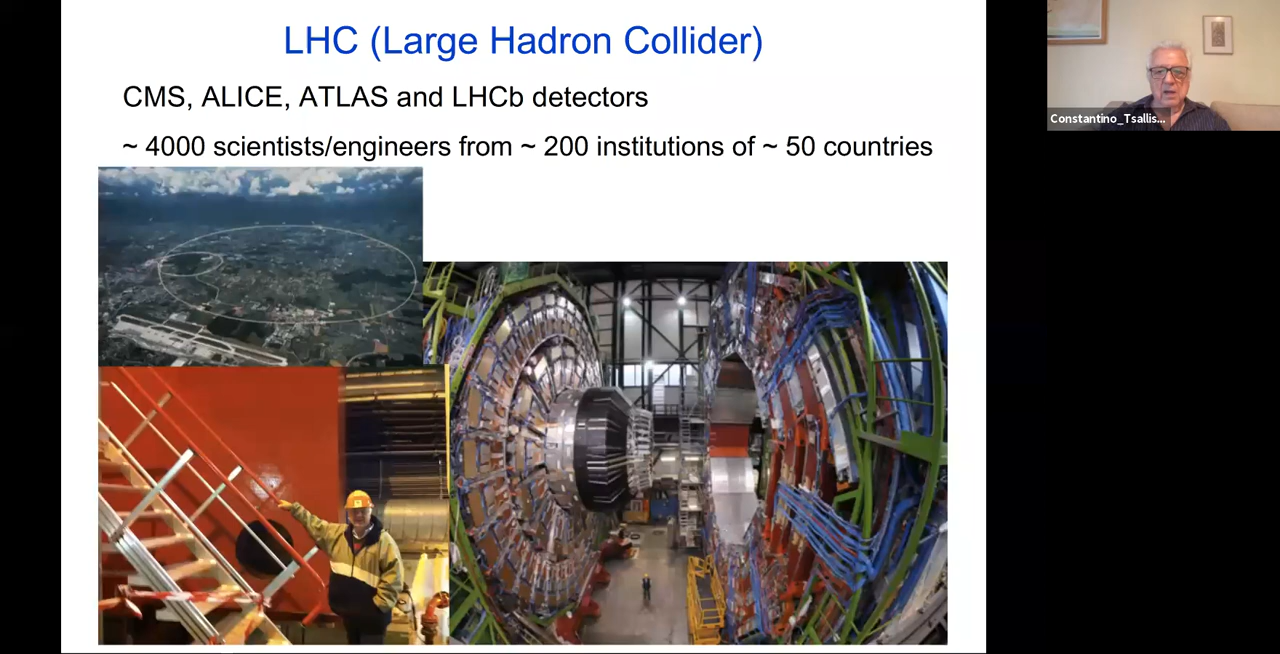 LHC (Large Hadron Collider)
CMS, ALICE, ATLAS and LHCb detectors
~ 4000 scientists/engineers from ~ 200 institutions of ~ 50 countries
Constantino_Tsallis...